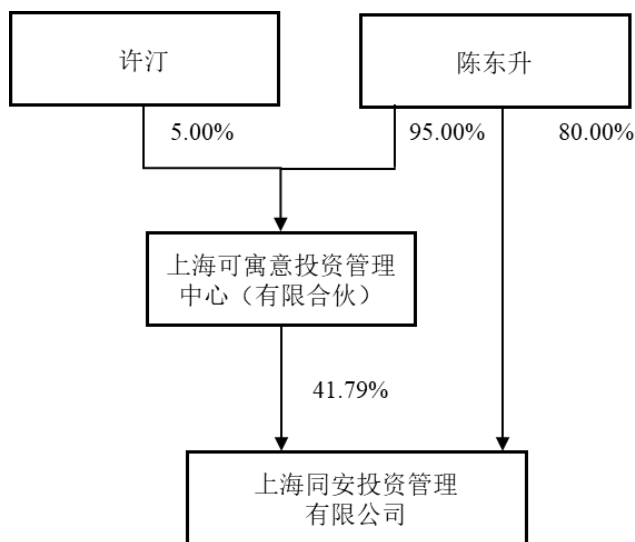 许汀
陈东升
5.00%
95.00%
80.00%
上海可寓意投资管理
中心（有限合伙）
41.79%
上海同安投资管理
有限公司